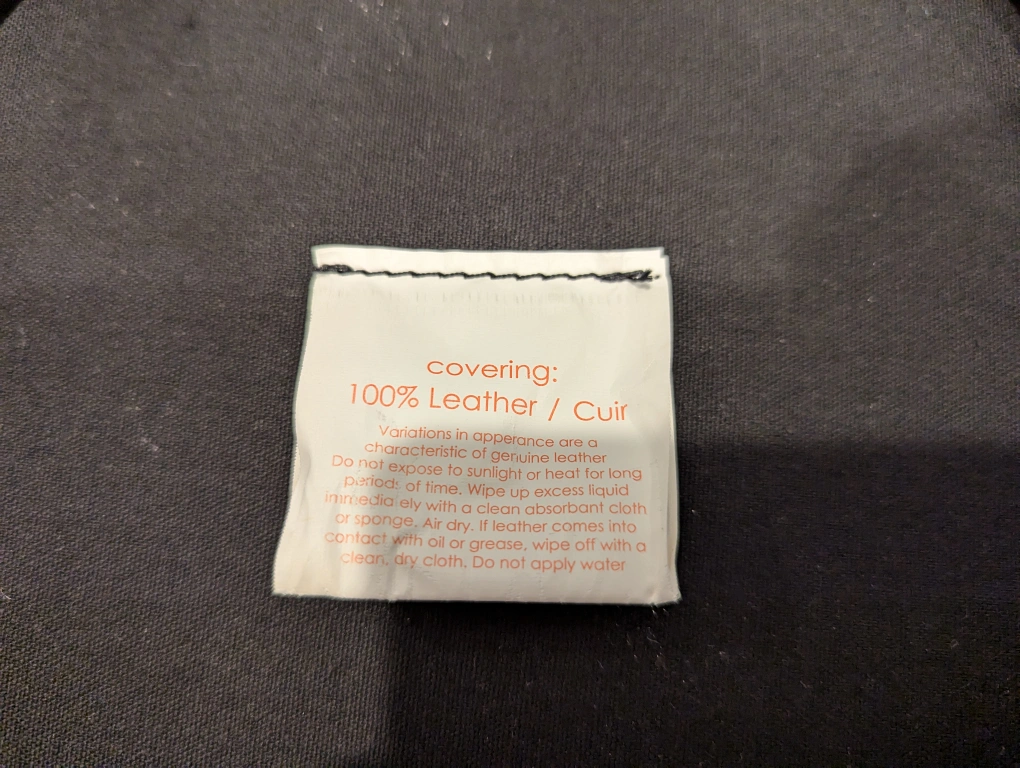 covering:
100% Leather / Cuir
Variations in apperance are a
characteristic of genuine leather
Do not expose to sunlight or heat for long
periods of time. Wipe up excess liquid
immediately with a clean absorbant cloth
or sponge. Air dry. If leather comes into
contact with oil or grease, wipe off with a
clean, dry cloth. Do not apply water